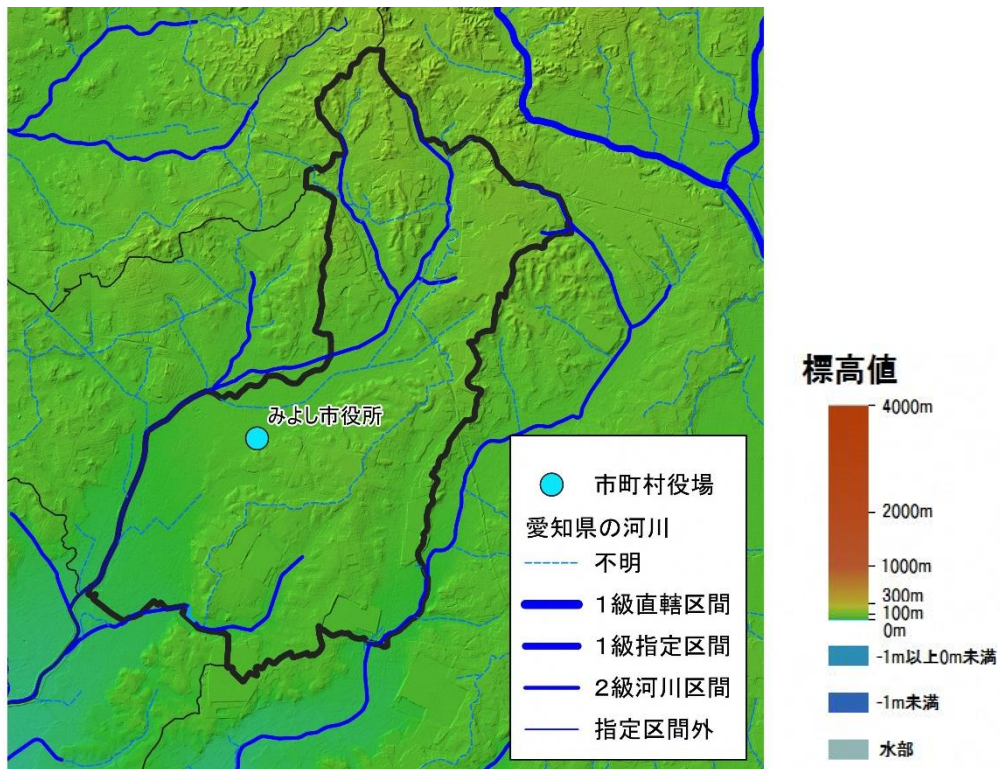 みよし市役所
市町村役場
愛知県の河川
不明
1級直轄区間
1級指定区間
2級河川区間
指定区間外
標高値
4000m
2000m
1000m
300m
100m
0m
-1m以上0m未満
-1m未満
水部